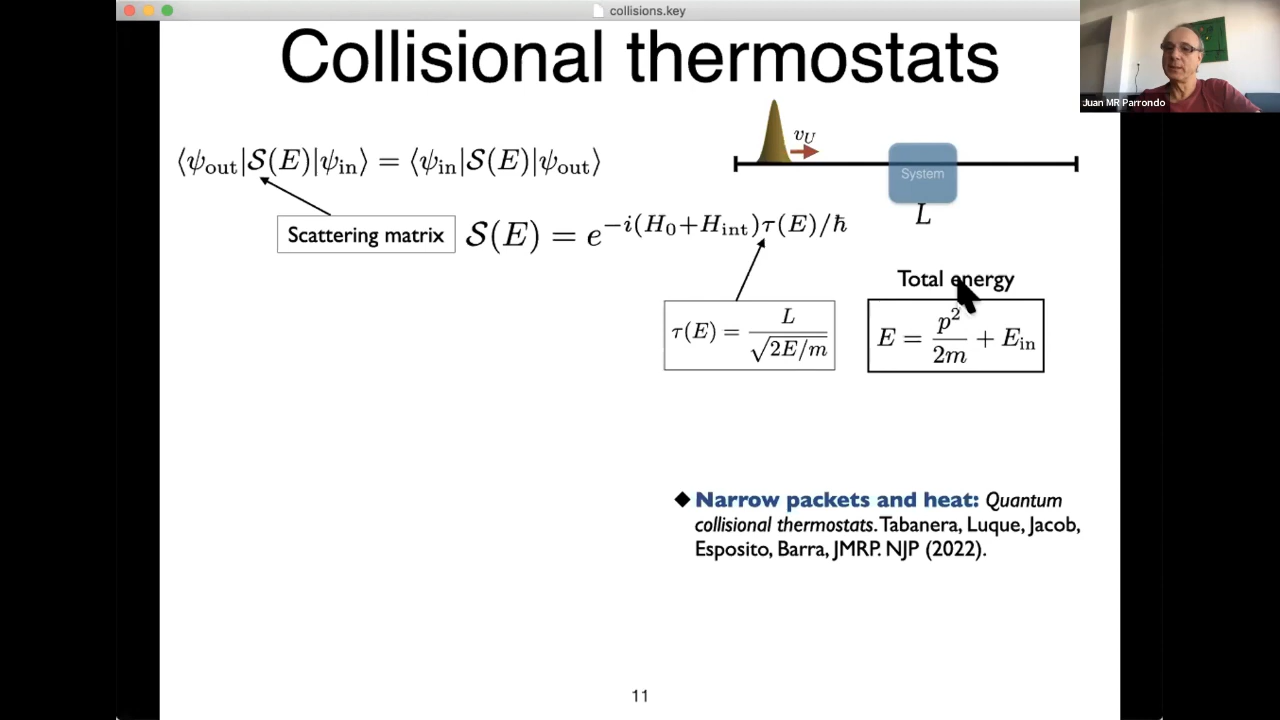 collisions.key
Collisional thermostats
Juan MR Parrondo
v_U
⟨ψ_out|𝒮(E)|ψ_in⟩ = ⟨ψ_in|𝒮(E)|ψ_out⟩
System
L
Scattering matrix
𝒮(E) = e^{−i(H_0+H_int)τ(E)/ħ}
Total energy
τ(E) = L / √(2E/m)
E = p²/2m + E_in
◆ Narrow packets and heat: Quantum
collisional thermostats. Tabanera, Luque, Jacob,
Esposito, Barra, JMRP. NJP (2022).
11